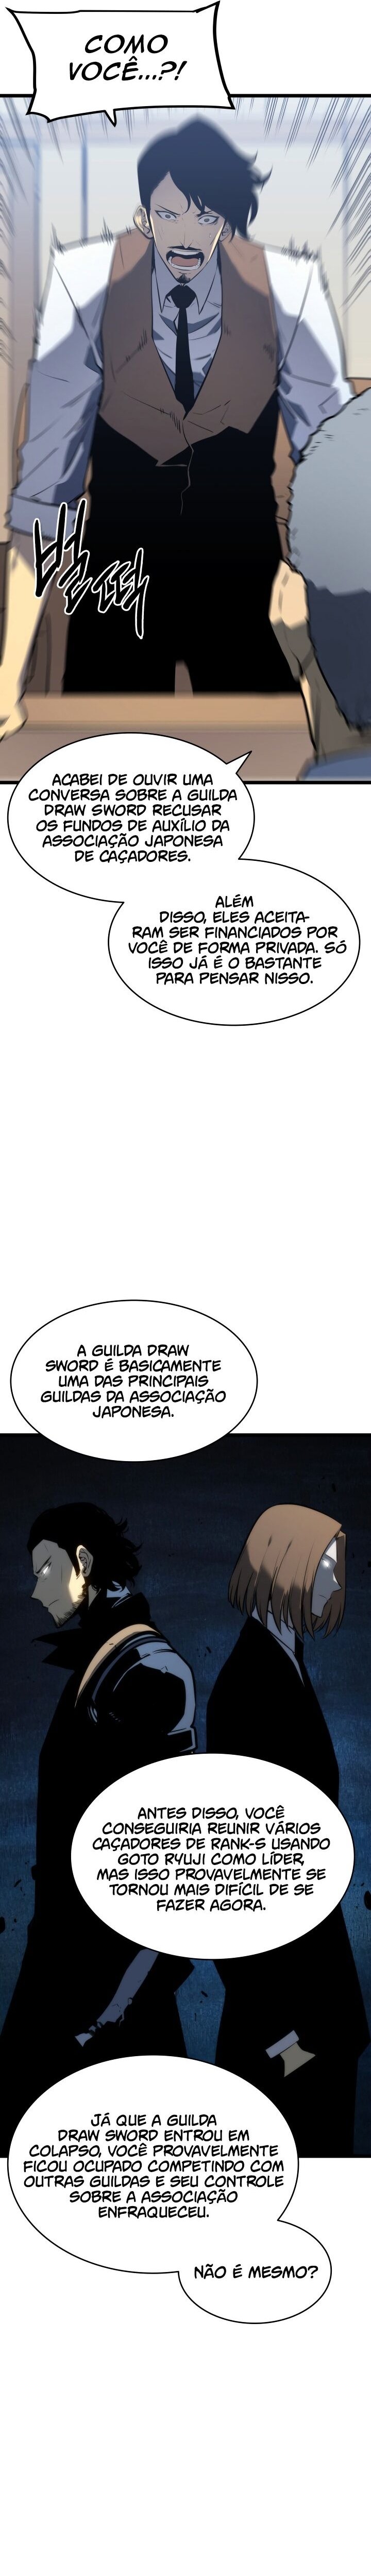 COMO
VOCÊ...?!
벌떡
ACABEI DE OUVIR UMA
CONVERSA SOBRE A GUILDA
DRAW SWORD RECUSAR
OS FUNDOS DE AUXÍLIO DA
ASSOCIAÇÃO JAPONESA
DE CAÇADORES.
ALÉM
DISSO, ELES ACEITA-
RAM SER FINANCIADOS POR
VOCÊ DE FORMA PRIVADA. SÓ
ISSO JÁ É O BASTANTE
PARA PENSAR NISSO.
A GUILDA DRAW
SWORD É BASICAMENTE
UMA DAS PRINCIPAIS
GUILDAS DA ASSOCIAÇÃO
JAPONESA.
ANTES DISSO, VOCÊ
CONSEGUIRIA REUNIR VÁRIOS
CAÇADORES DE RANK-S USANDO
GOTO RYUJI COMO LÍDER,
MAS ISSO PROVAVELMENTE SE
TORNOU MAIS DIFÍCIL DE SE
FAZER AGORA.
JÁ QUE A GUILDA
DRAW SWORD ENTROU EM
COLAPSO, VOCÊ PROVAVELMENTE
FICOU OCUPADO COMPETINDO COM
OUTRAS GUILDAS E SEU CONTROLE
SOBRE A ASSOCIAÇÃO
ENFRAQUECEU.
NÃO É MESMO?